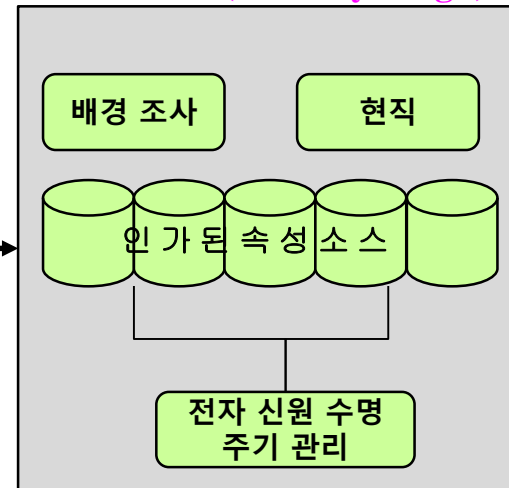 배경 조사
현직
인 가 된 속 성 소 스
전자 신원 수명
주기 관리